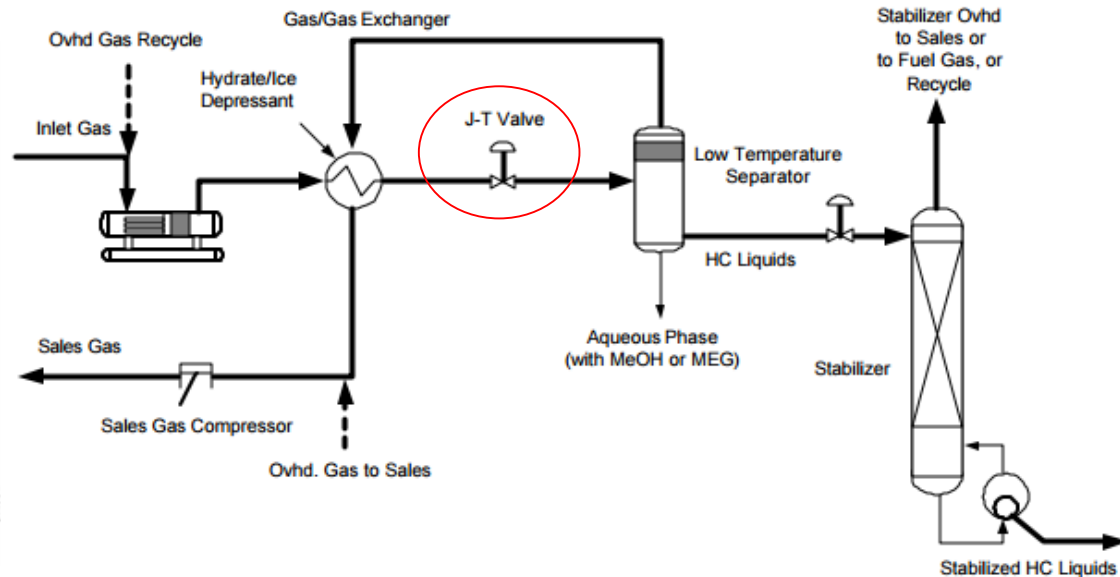 Gas/Gas Exchanger
Stabilizer Ovhd
to Sales or
to Fuel Gas, or
Recycle
Ovhd Gas Recycle
Hydrate/Ice
Depressant
J-T Valve
Inlet Gas
Low Temperature
Separator
HC Liquids
Aqueous Phase
(with MeOH or MEG)
Sales Gas
Stabilizer
Sales Gas Compressor
Ovhd. Gas to Sales
Stabilized HC Liquids